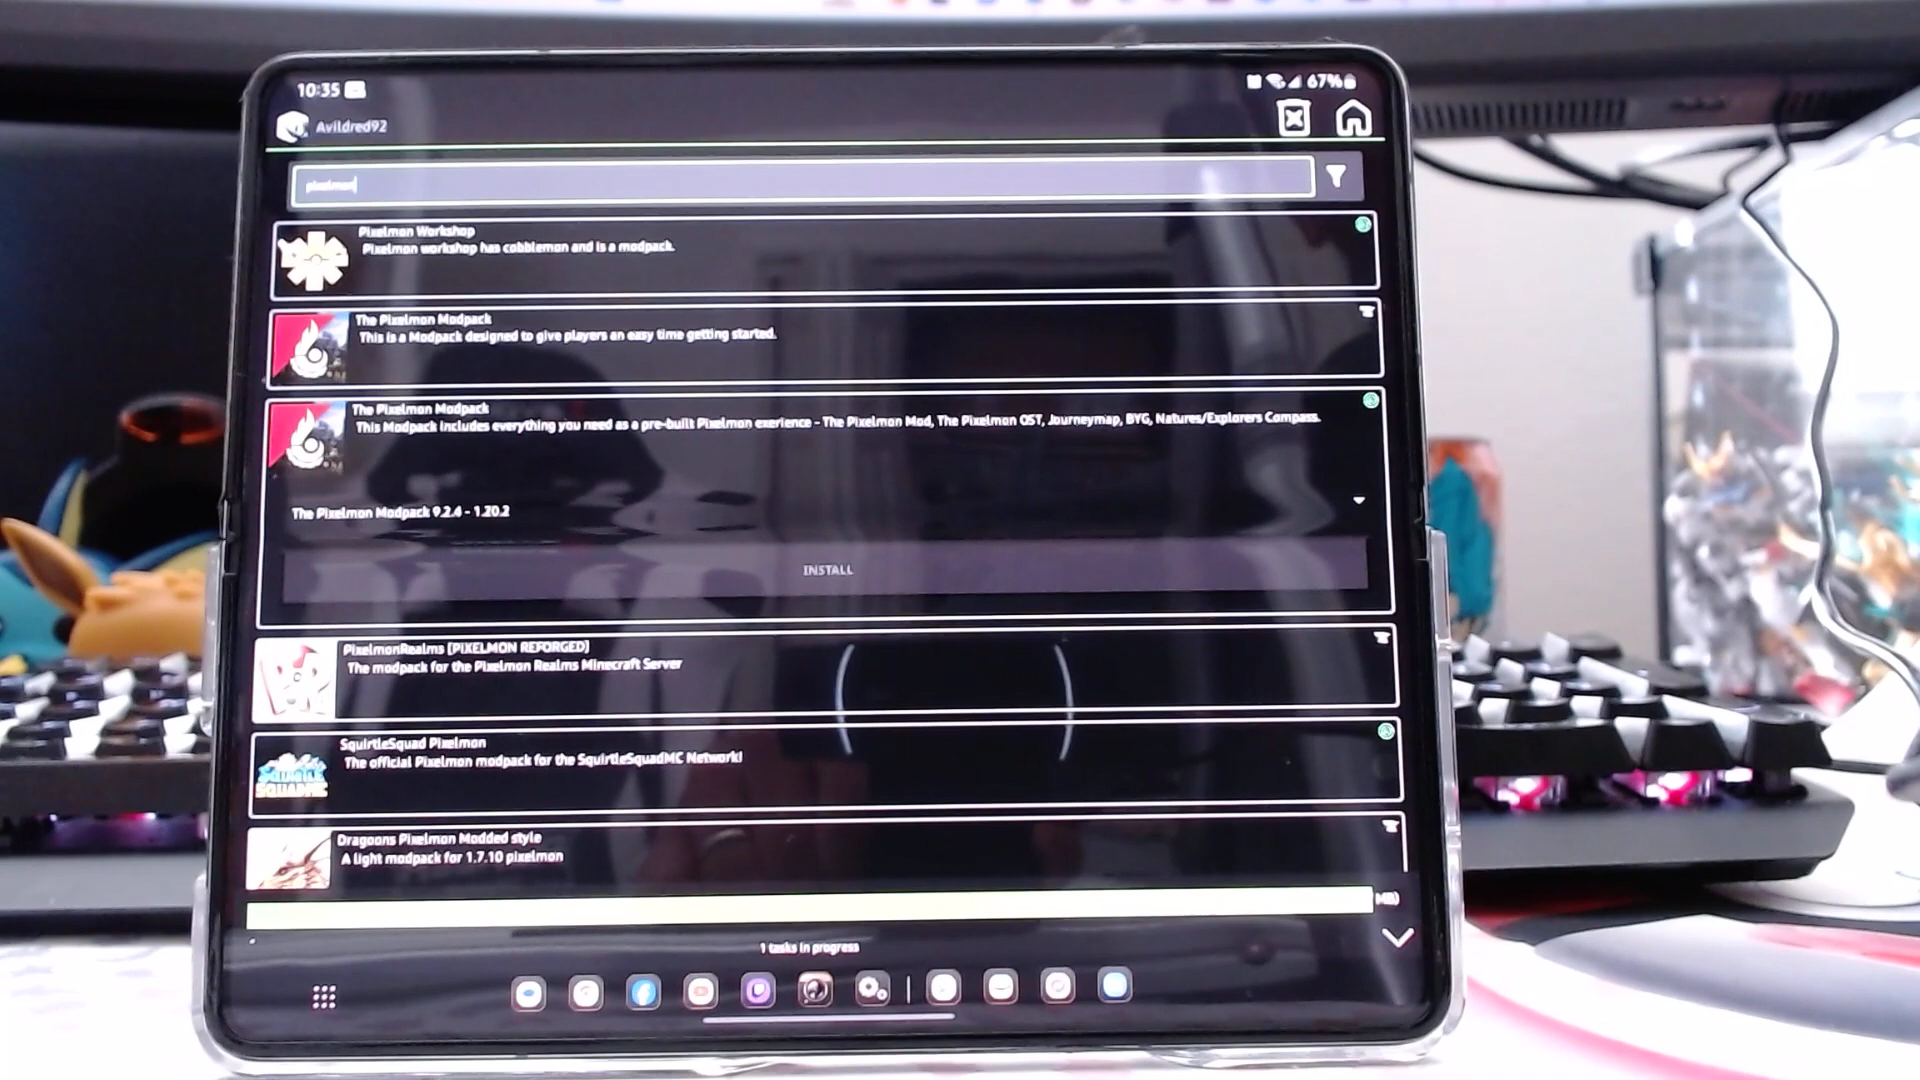 10:35
67%
Avildred92
pixelmon
Pixelmon Workshop
Pixelmon workshop has cobblemon and is a modpack.
The Pixelmon Modpack
This is a Modpack designed to give players an easy time getting started.
The Pixelmon Modpack
This Modpack includes everything you need as a pre-built Pixelmon exerience - The Pixelmon Mod, The Pixelmon OST, Journeymap, BYG, Natures/Explorers Compass.
The Pixelmon Modpack 9.2.4 - 1.20.2
INSTALL
PixelmonRealms [PIXELMON REFORGED]
The modpack for the Pixelmon Realms Minecraft Server
SquirtleSquad Pixelmon
The official Pixelmon modpack for the SquirtleSquadMC Network!
SQUIRTLE
SQUADMC
Dragoons Pixelmon Modded style
A light modpack for 1.7.10 pixelmon
MB)
1 tasks in progress